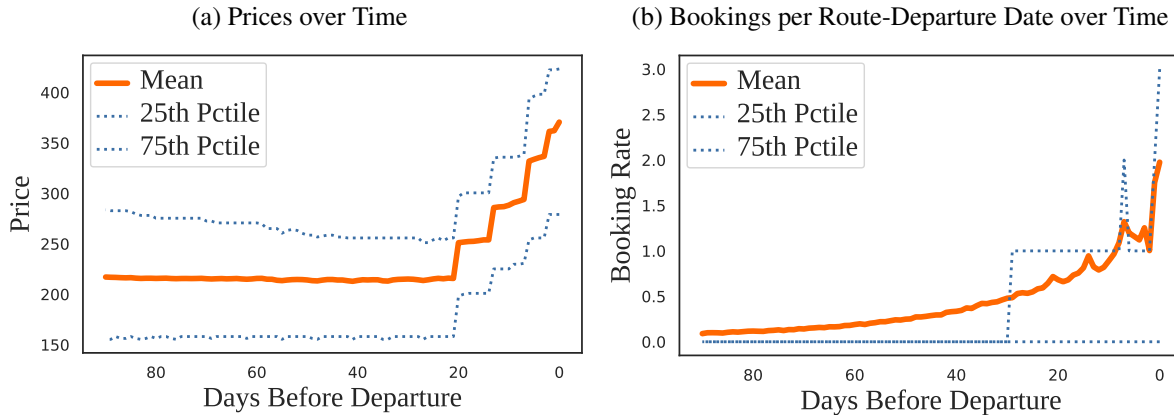 (a) Prices over Time
Price
400
350
300
250
200
150
Mean
25th Pctile
75th Pctile
80
60
40
20
0
Days Before Departure
(b) Bookings per Route-Departure Date over Time
Booking Rate
3.0
2.5
2.0
1.5
1.0
0.5
0.0
Mean
25th Pctile
75th Pctile
80
60
40
20
0
Days Before Departure